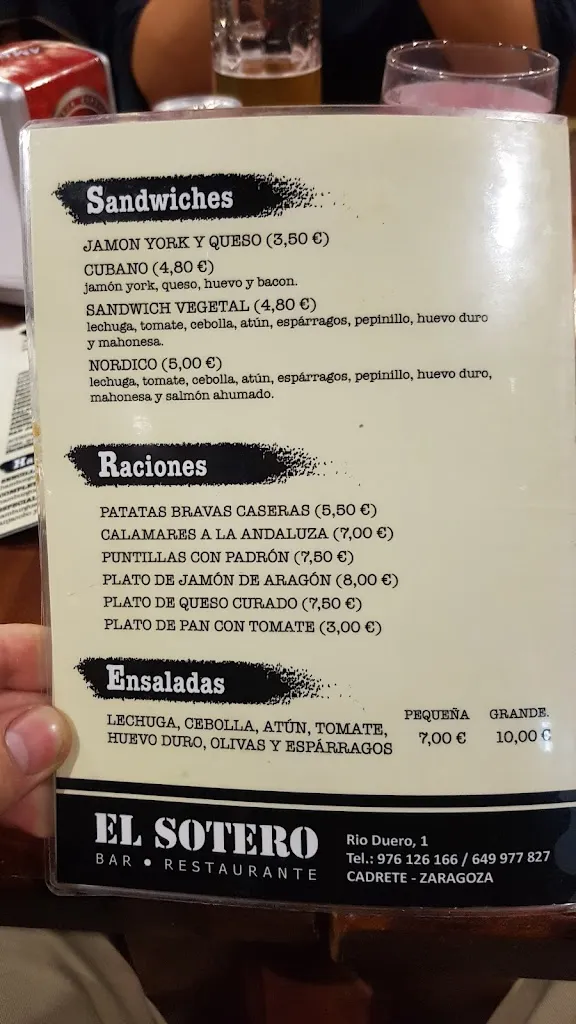 Sandwiches
JAMON YORK Y QUESO (3,50 €)
CUBANO (4,80 €)
jamón york, queso, huevo y bacon.
SANDWICH VEGETAL (4,80 €)
lechuga, tomate, cebolla, atún, espárragos, pepinillo, huevo duro
y mahonesa.
NORDICO (5,00 €)
lechuga, tomate, cebolla, atún, espárragos, pepinillo, huevo duro,
mahonesa y salmón ahumado.
Raciones
PATATAS BRAVAS CASERAS (5,50 €)
CALAMARES A LA ANDALUZA (7,00 €)
PUNTILLAS CON PADRÓN (7,50 €)
PLATO DE JAMÓN DE ARAGÓN (8,00 €)
PLATO DE QUESO CURADO (7,50 €)
PLATO DE PAN CON TOMATE (3,00 €)
Ensaladas
PEQUEÑA GRANDE.
LECHUGA, CEBOLLA, ATÚN, TOMATE,
HUEVO DURO, OLIVAS Y ESPÁRRAGOS
7,00 € 10,00 €
EL SOTERO
BAR • RESTAURANTE
Rio Duero, 1
Tel.: 976 126 166 / 649 977 827
CADRETE - ZARAGOZA